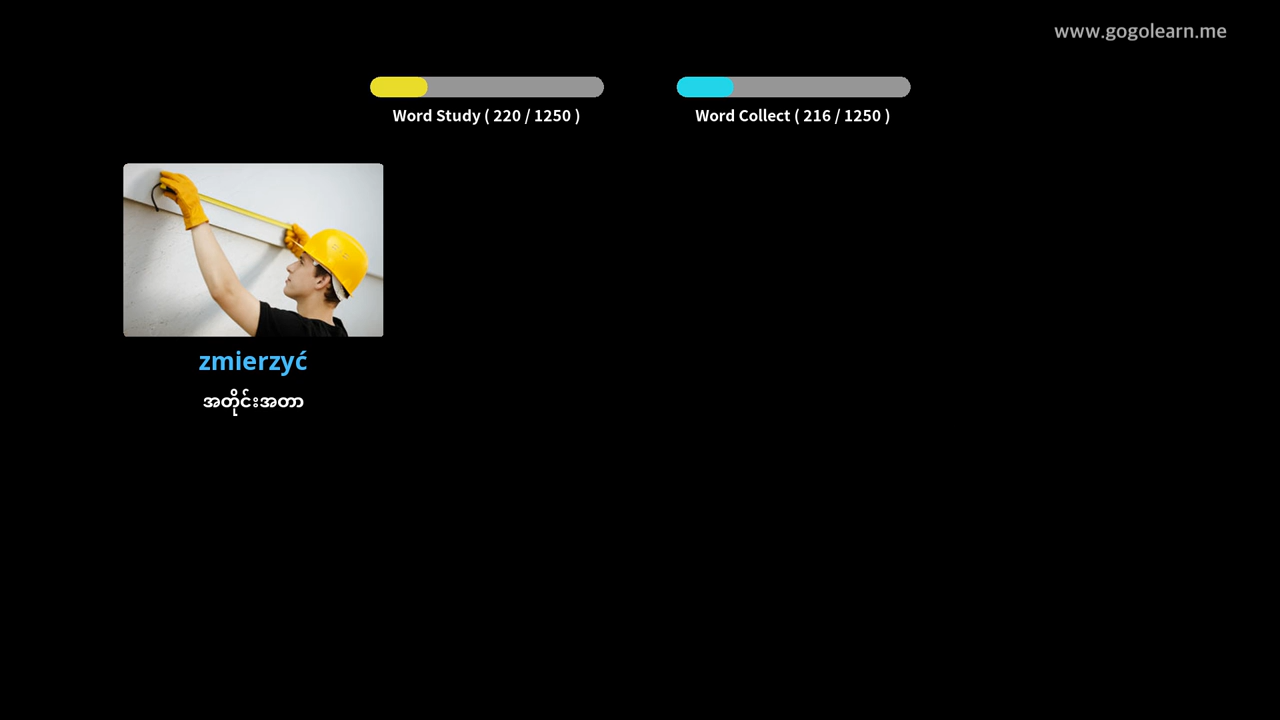 www.gogolearn.me
Word Study ( 220 / 1250 )
Word Collect ( 216 / 1250 )
zmierzyć
အတိုင်းအတာ